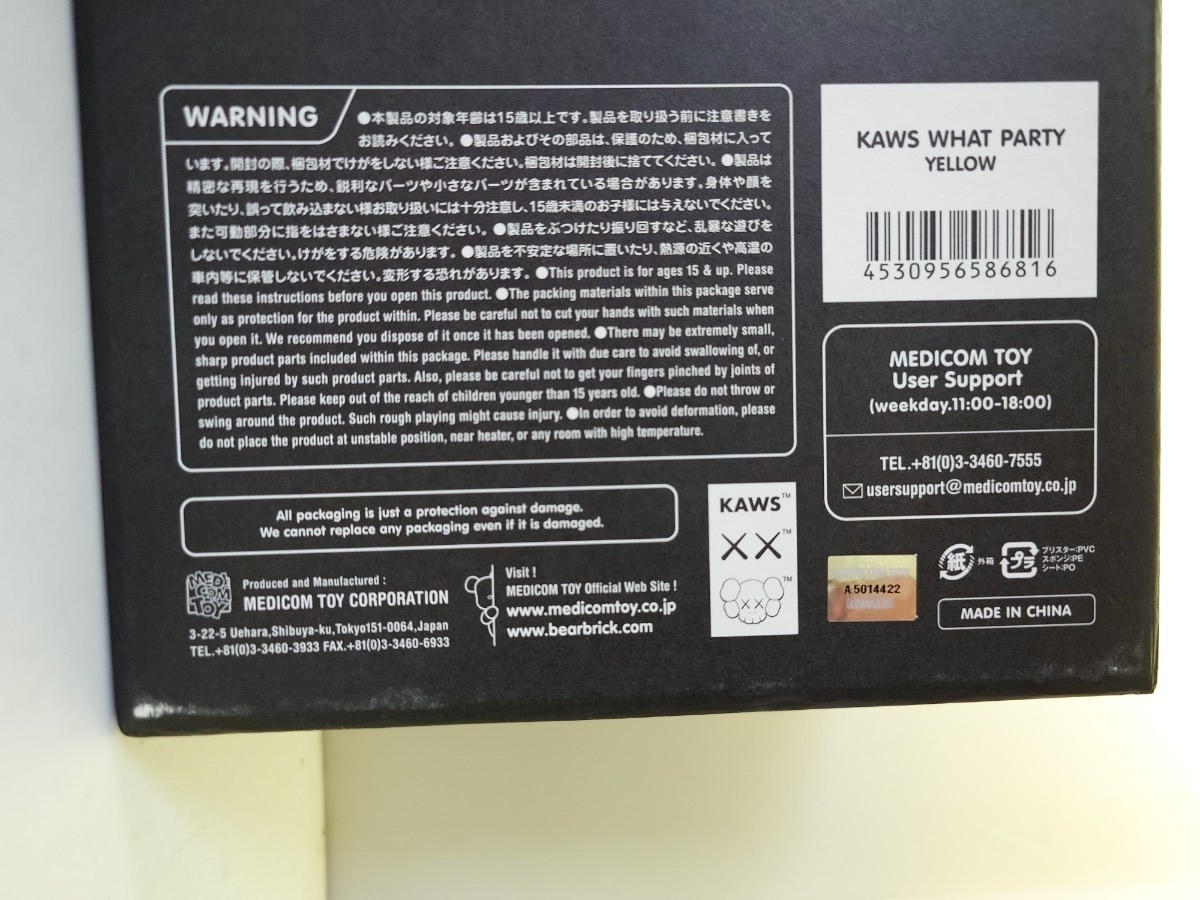 WARNING
●本製品の対象年齢は15歳以上です。製品を取り扱う前に注意書きを
お読みください。●製品およびその部品は、保護のため、梱包材に入って
います。開封の際、梱包材でけがをしない様ご注意ください。梱包材は開封後に捨ててください。●製品は
精密な再現を行うため、鋭利なパーツや小さなパーツが含まれている場合があります。身体や顔を
突いたり、誤って飲み込まない様お取り扱いには十分注意し、15歳未満のお子様には与えないでください。
また可動部分に指をはさまない様ご注意ください。●製品をぶつけたり振り回すなど、乱暴な遊びを
しないでください。けがをする危険があります。●製品を不安定な場所に置いたり、熱源の近くや高温の
車内等に保管しないでください。変形する恐れがあります。●This product is for ages 15 & up. Please
read these instructions before you open this product. ●The packing materials within this package serve
only as protection for the product within. Please be careful not to cut your hands with such materials when
you open it. We recommend you dispose of it once it has been opened. ●There may be extremely small,
sharp product parts included within this package. Please handle it with due care to avoid swallowing of, or
getting injured by such product parts. Also, please be careful not to get your fingers pinched by joints of
product parts. Please keep out of the reach of children younger than 15 years old. ●Please do not throw or
swing around the product. Such rough playing might cause injury. ●In order to avoid deformation, please
do not place the product at unstable position, near heater, or any room with high temperature.
KAWS WHAT PARTY
YELLOW
4530956586816
MEDICOM TOY
User Support
(weekday.11:00-18:00)
TEL.+81(0)3-3460-7555
usersupport@medicomtoy.co.jp
All packaging is just a protection against damage.
We cannot replace any packaging even if it is damaged.
MEDI
COM
TOY
Produced and Manufactured :
MEDICOM TOY CORPORATION
3-22-5 Uehara,Shibuya-ku,Tokyo151-0064,Japan
TEL.+81(0)3-3460-3933 FAX.+81(0)3-3460-6933
Visit !
MEDICOM TOY Official Web Site !
www.medicomtoy.co.jp
www.bearbrick.com
KAWS™
XX™
™
A 5014422
紙 外箱
プラ
ブリスター:PVC
スポンジ:PE
シート:PO
MADE IN CHINA